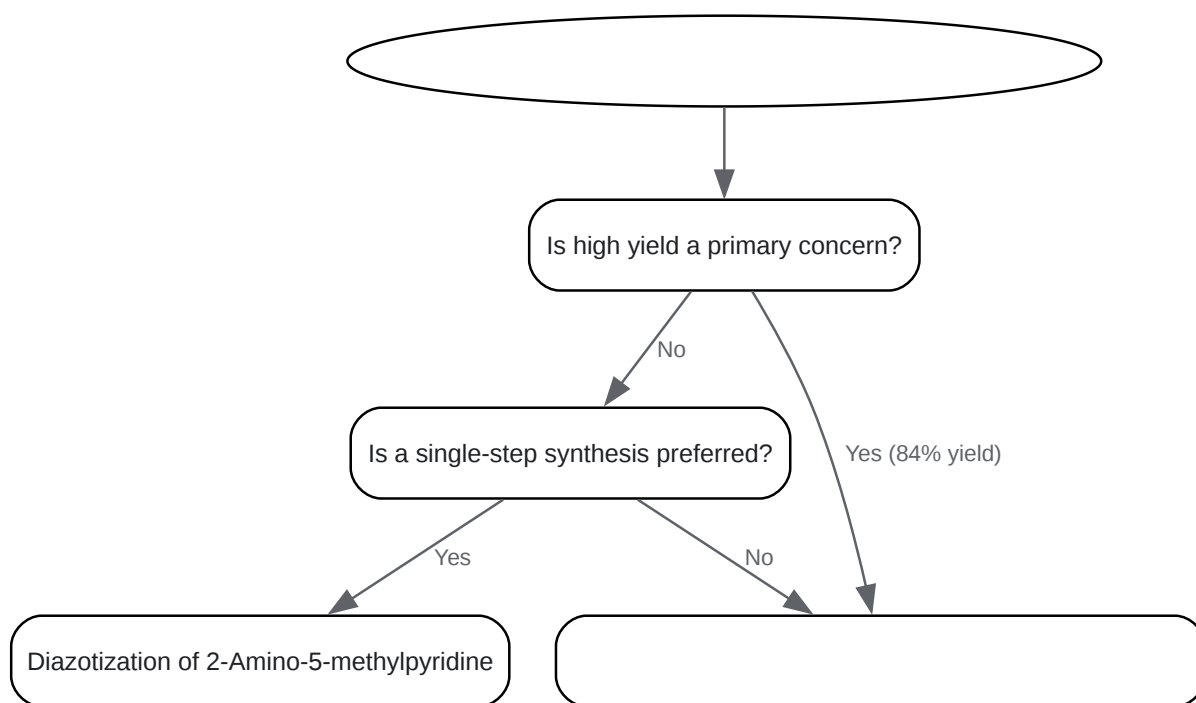 Is high yield a primary concern?
No
Is a single-step synthesis preferred?
Yes (84% yield)
Yes
No
Diazotization of 2-Amino-5-methylpyridine